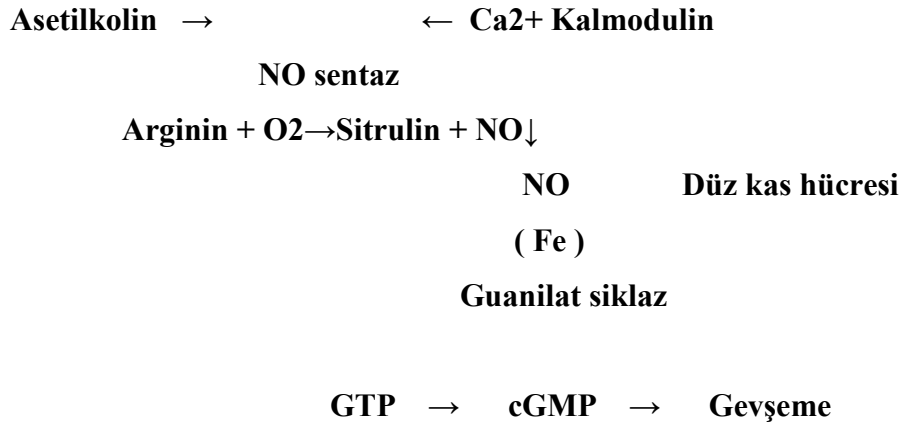 Asetilkolin → ← Ca2+ Kalmodulin
NO sentaz
Arginin + O2→Sitrulin + NO↓
NO Düz kas hücresi
( Fe )
Guanilat siklaz
GTP → cGMP → Gevşeme